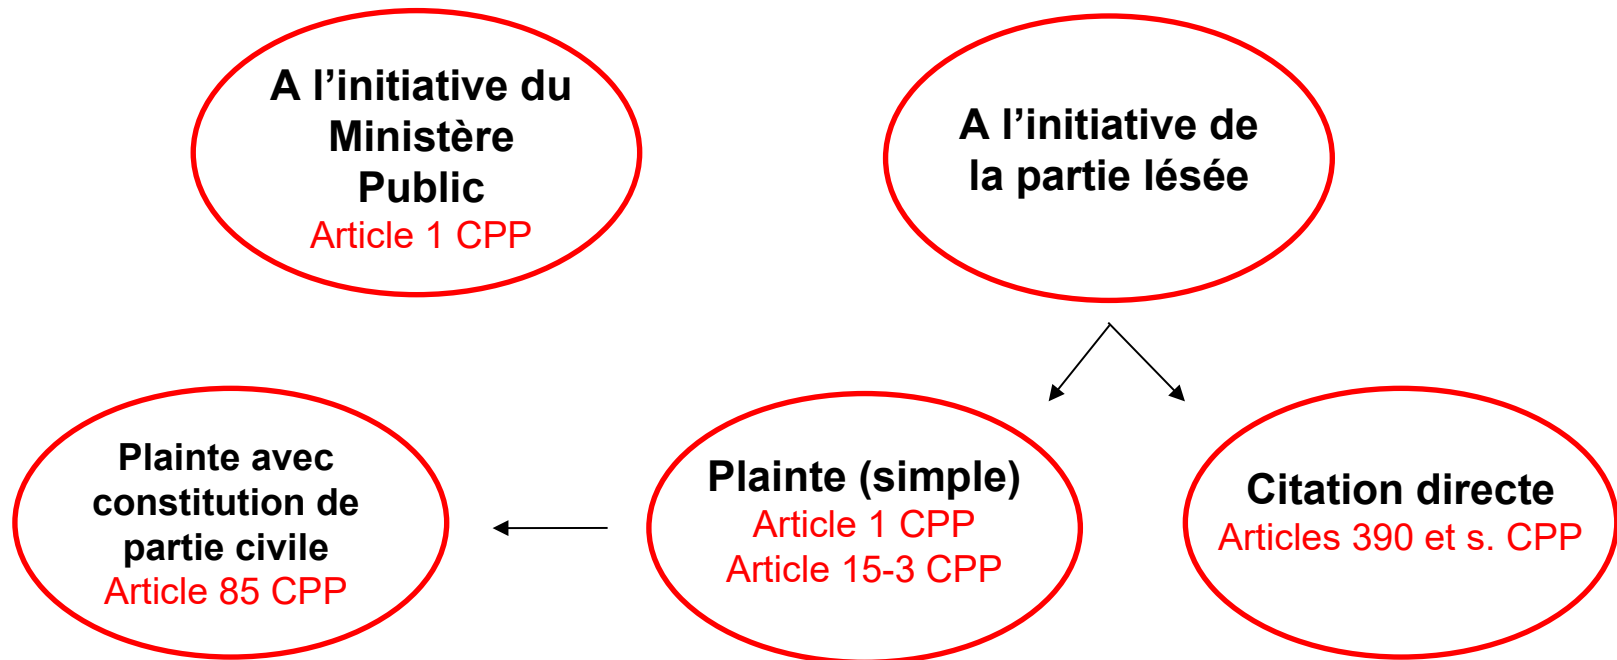 A l’initiative du
Ministère
Public
Article 1 CPP
A l’initiative de
la partie lésée
Plainte avec
constitution de
partie civile
Article 85 CPP
Plainte (simple)
Article 1 CPP
Article 15-3 CPP
Citation directe
Articles 390 et s. CPP